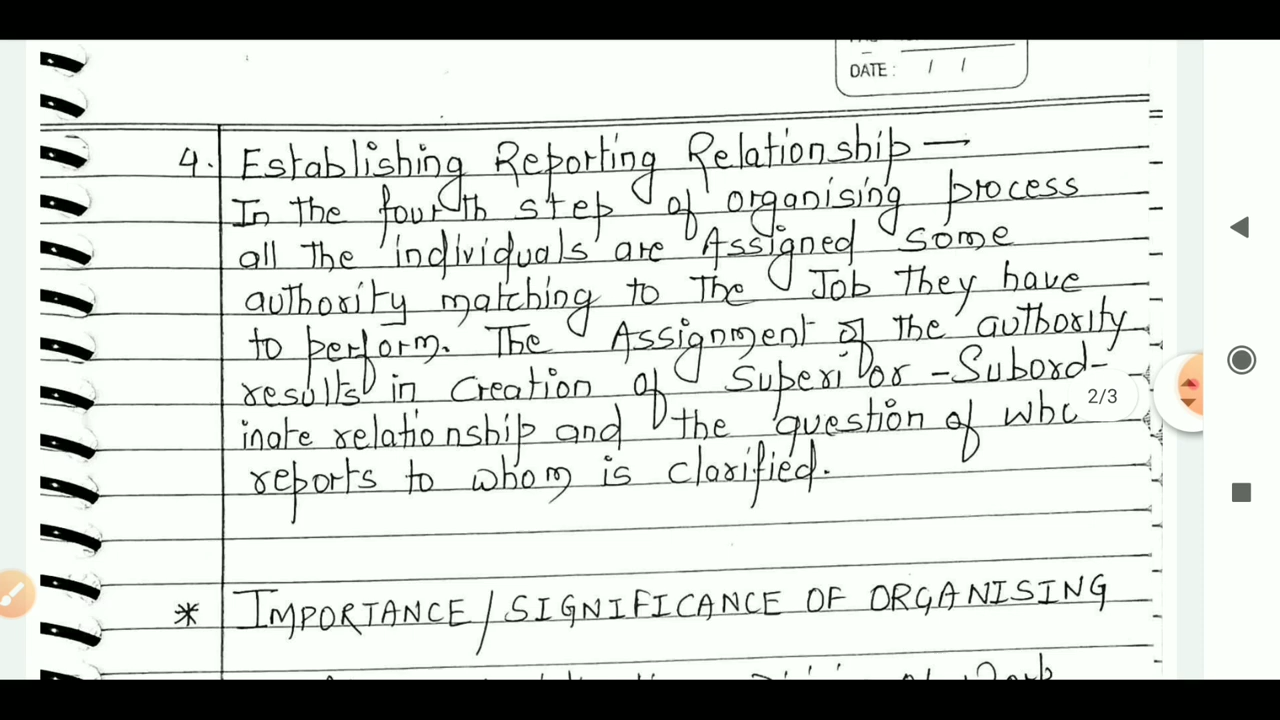 DATE: / /
4. Establishing Reporting Relationship —
In the fourth step of organising process
all the individuals are Assigned some
authority matching to the Job They have
to perform. The Assignment of the authority
results in Creation of Superior -Subord-
inate relationship and the question of who
2/3
reports to whom is clarified.
* IMPORTANCE/SIGNIFICANCE OF ORGANISING
of Work